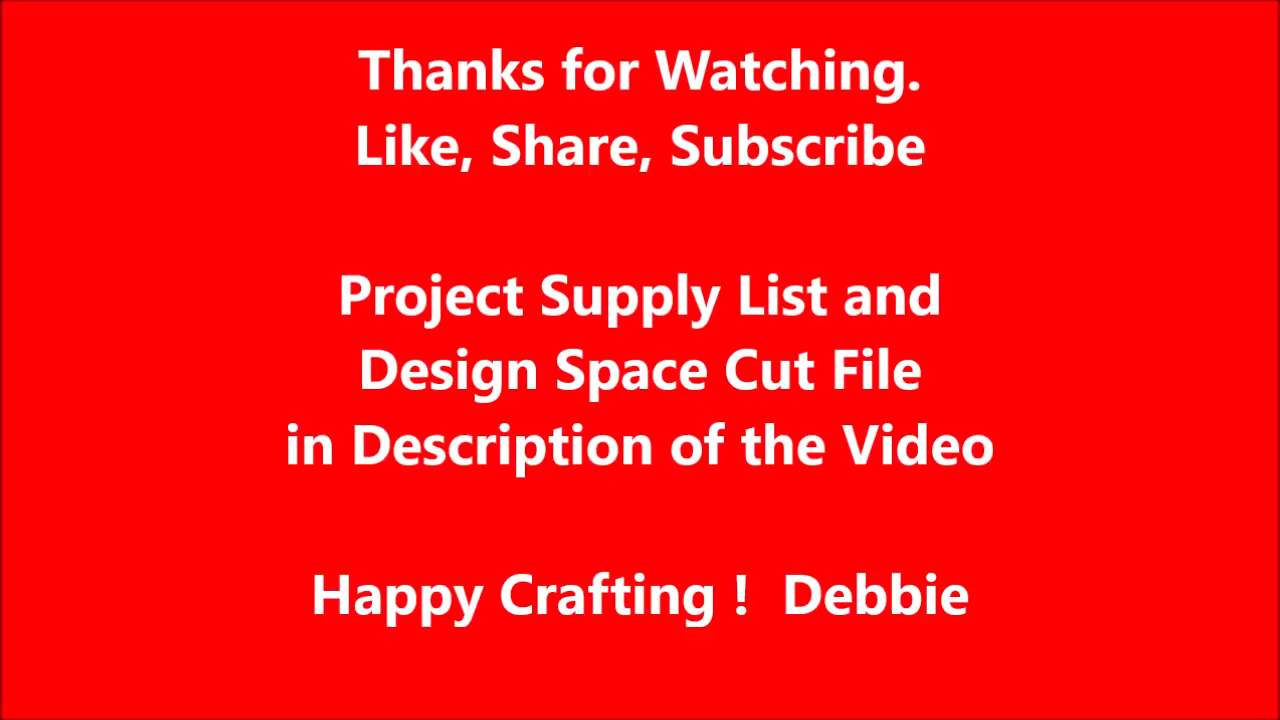 Thanks for Watching.
Like, Share, Subscribe
Project Supply List and
Design Space Cut File
in Description of the Video
Happy Crafting !  Debbie